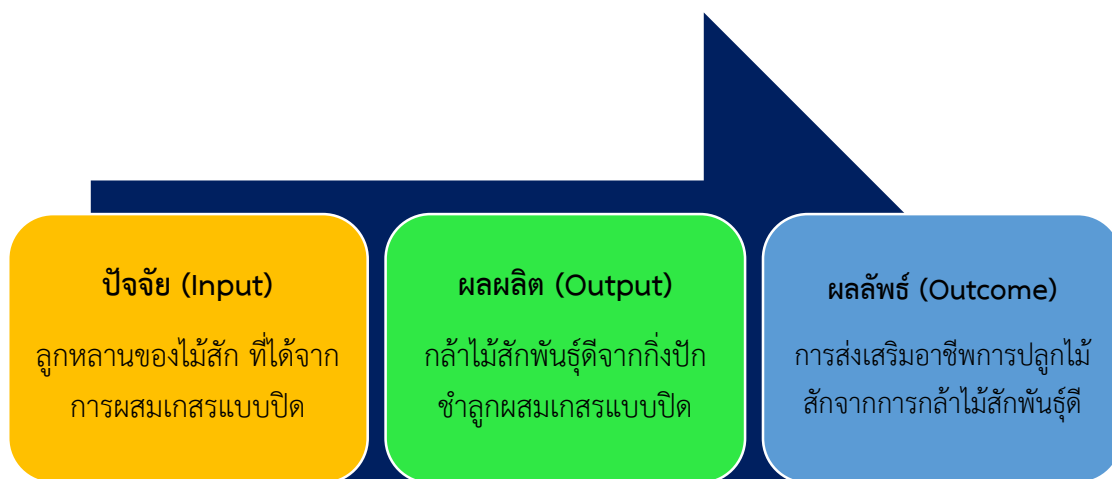 ปัจจัย (Input)
ลูกหลานของไม้สัก ที่ได้จาก
การผสมเกสรแบบปิด
ผลผลิต (Output)
กล้าไม้สักพันธุ์ดีจากกิ่งปัก
ชำลูกผสมเกสรแบบปิด
ผลลัพธ์ (Outcome)
การส่งเสริมอาชีพการปลูกไม้
สักจากการกล้าไม้สักพันธุ์ดี